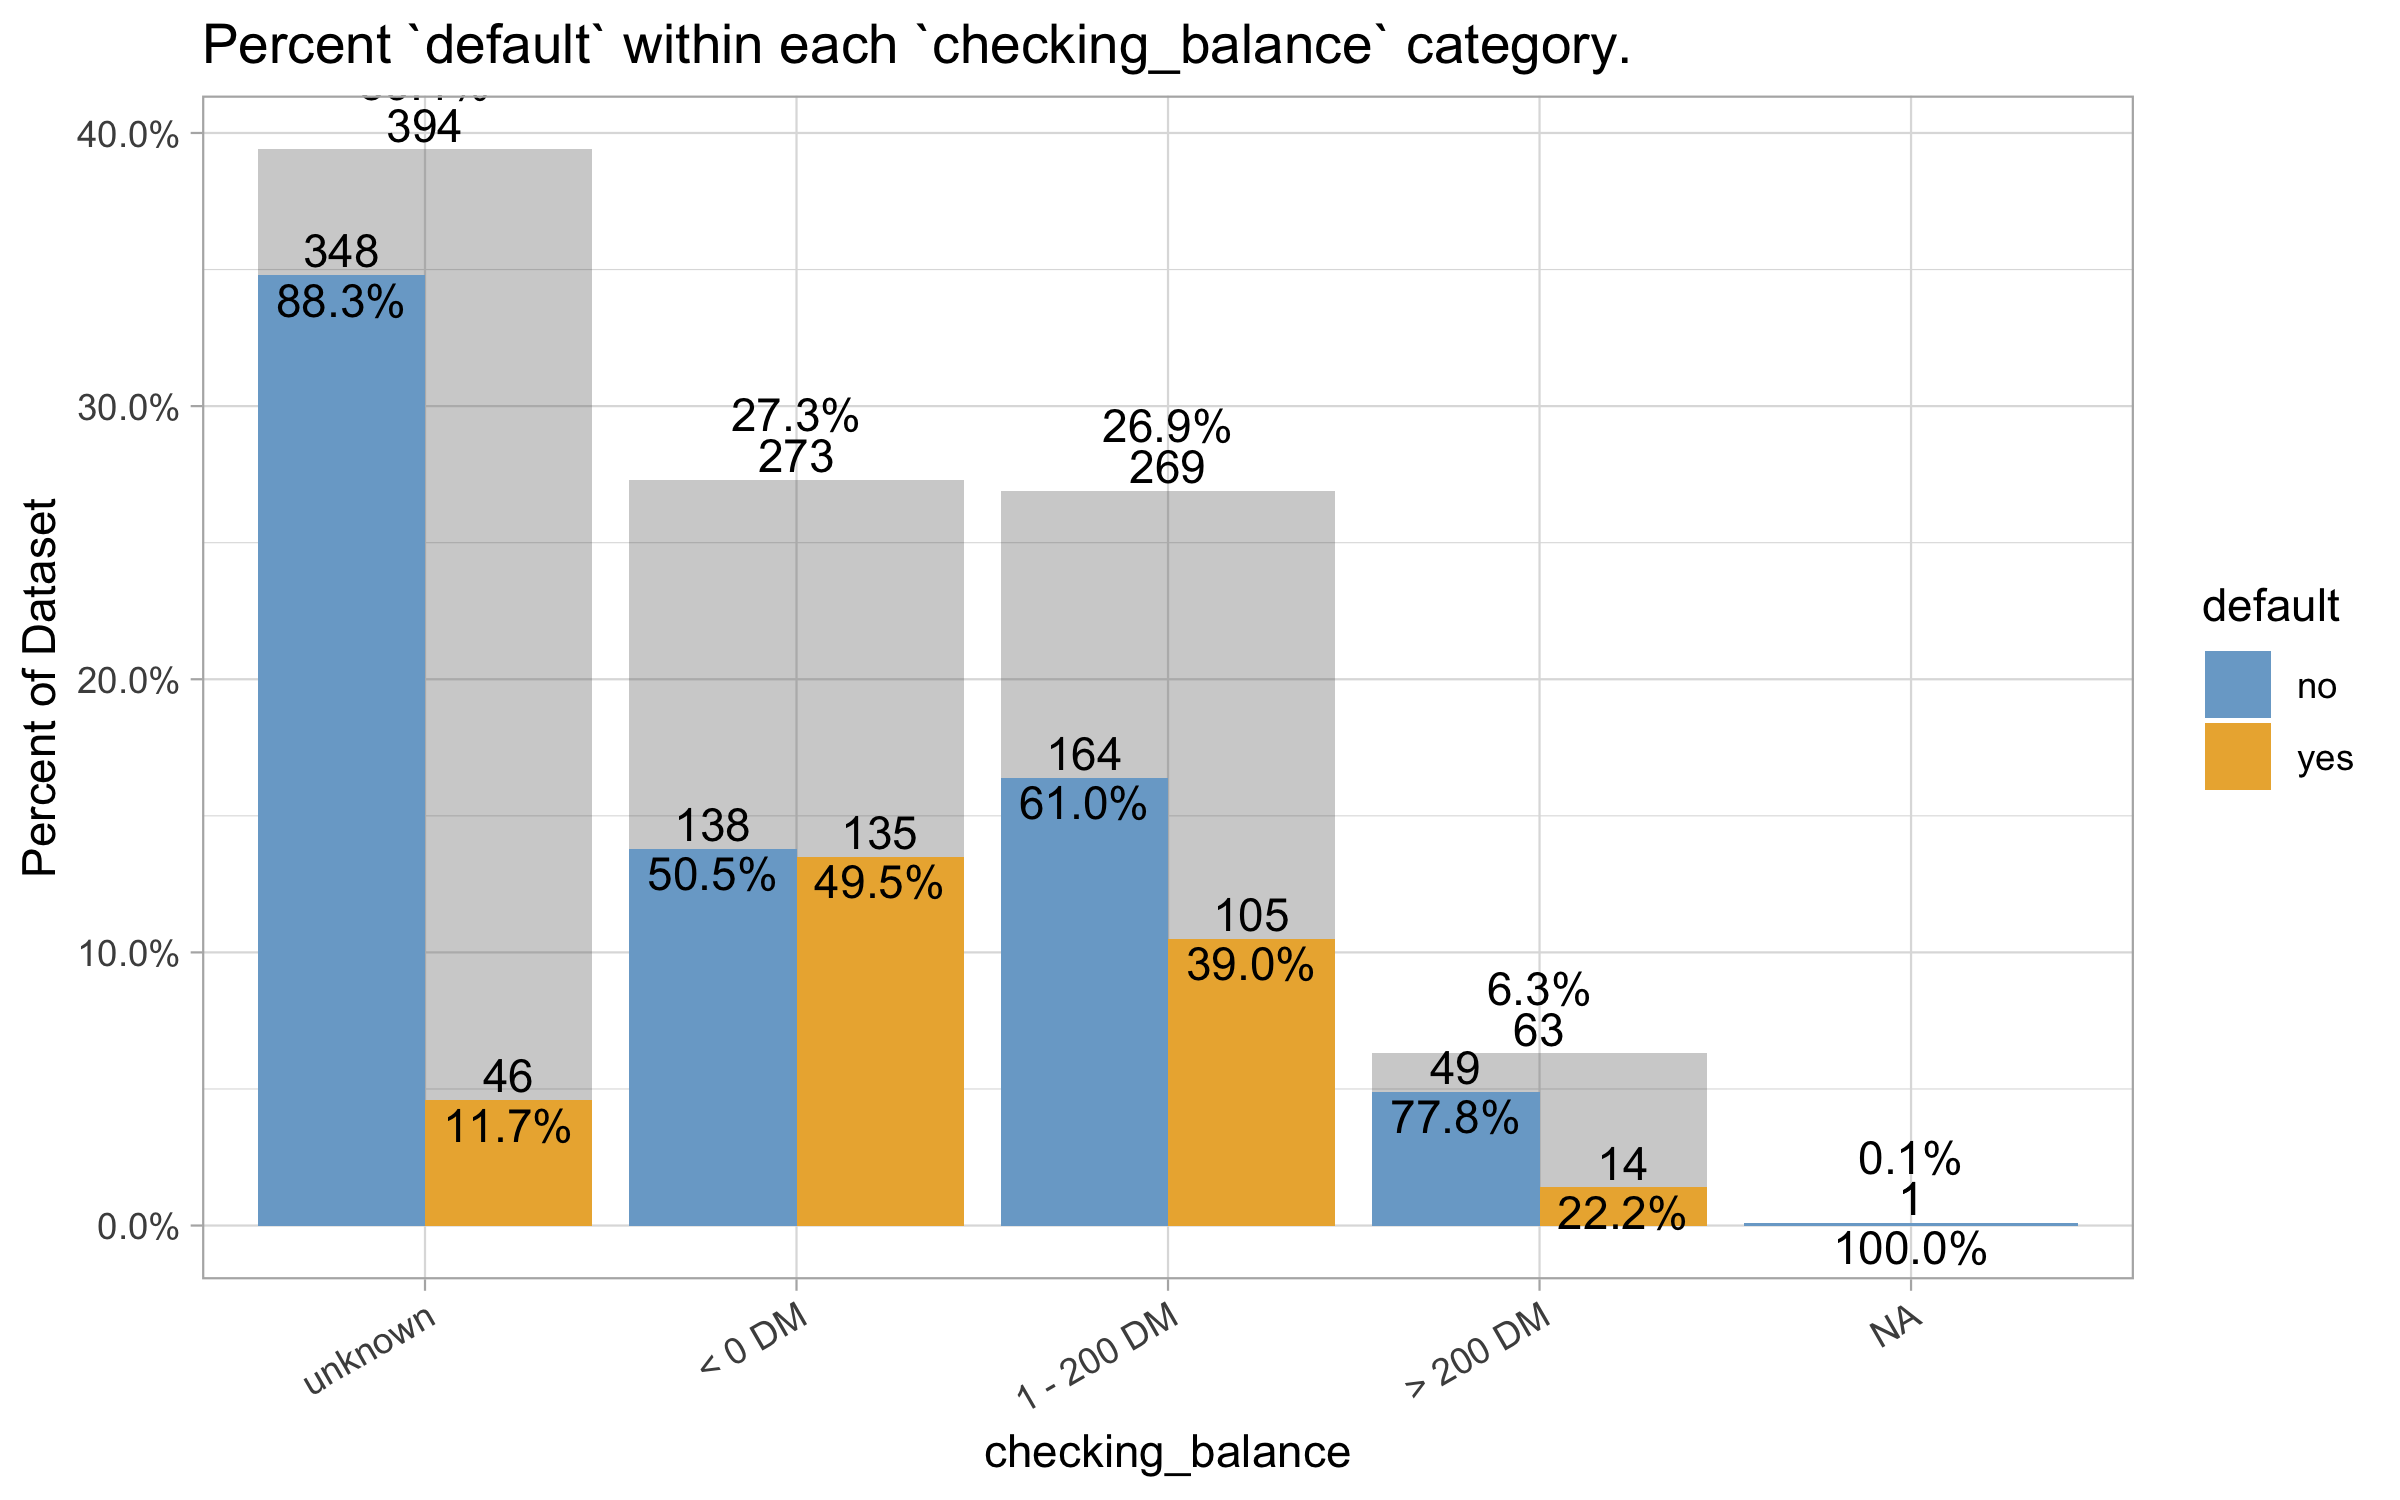 Percent `default` within each `checking_balance` category.
394
40.0%
348
88.3%
27.3%
273
26.9%
269
30.0%
20.0%
10.0%
0.0%
Percent of Dataset
164
61.0%
138
50.5%
135
49.5%
105
39.0%
6.3%
63
49
77.8%
46
11.7%
14
22.2%
0.1%
1
100.0%
default
no
yes
unknown
< 0 DM
1 - 200 DM
> 200 DM
NA
checking_balance